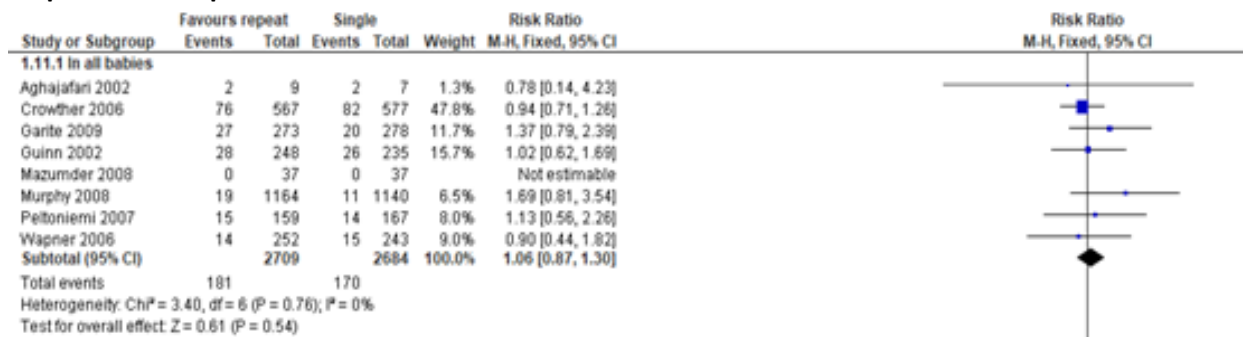 Favours repeat Single Risk Ratio Risk Ratio
Study or Subgroup Events Total Events Total Weight M-H, Fixed, 95% CI M-H, Fixed, 95% CI
1.11.1 In all babies
Aghajafari 2002 2 9 2 7 1.3% 0.78 [0.14, 4.23]
Crowther 2006 76 567 82 577 47.8% 0.94 [0.71, 1.26]
Garite 2009 27 273 20 278 11.7% 1.37 [0.79, 2.39]
Guinn 2002 28 248 26 235 15.7% 1.02 [0.62, 1.69]
Mazumder 2008 0 37 0 37 Not estimable
Murphy 2008 19 1164 11 1140 6.5% 1.69 [0.81, 3.54]
Peltoniemi 2007 15 159 14 167 8.0% 1.13 [0.56, 2.26]
Wapner 2006 14 252 15 243 9.0% 0.90 [0.44, 1.82]
Subtotal (95% CI) 2709 2684 100.0% 1.06 [0.87, 1.30]
Total events 181 170
Heterogeneity: Chi² = 3.40, df = 6 (P = 0.76); I² = 0%
Test for overall effect: Z = 0.61 (P = 0.54)